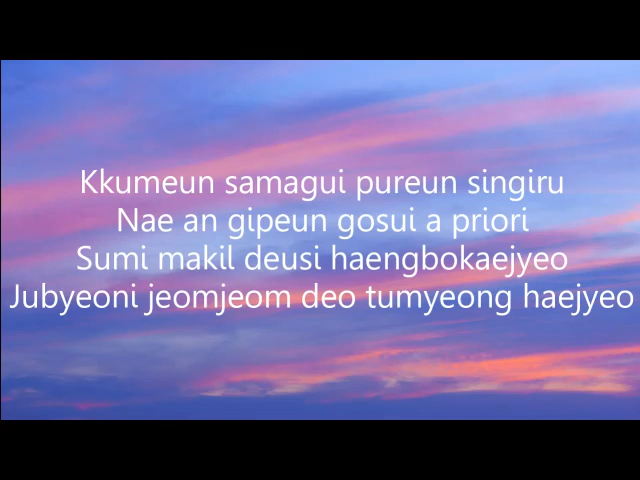 Kkumeun samagui pureun singiru
Nae an gipeun gosui a priori
Sumi makil deusi haengbokaejyeo
Jubyeoni jeomjeom deo tumyeong haejyeo